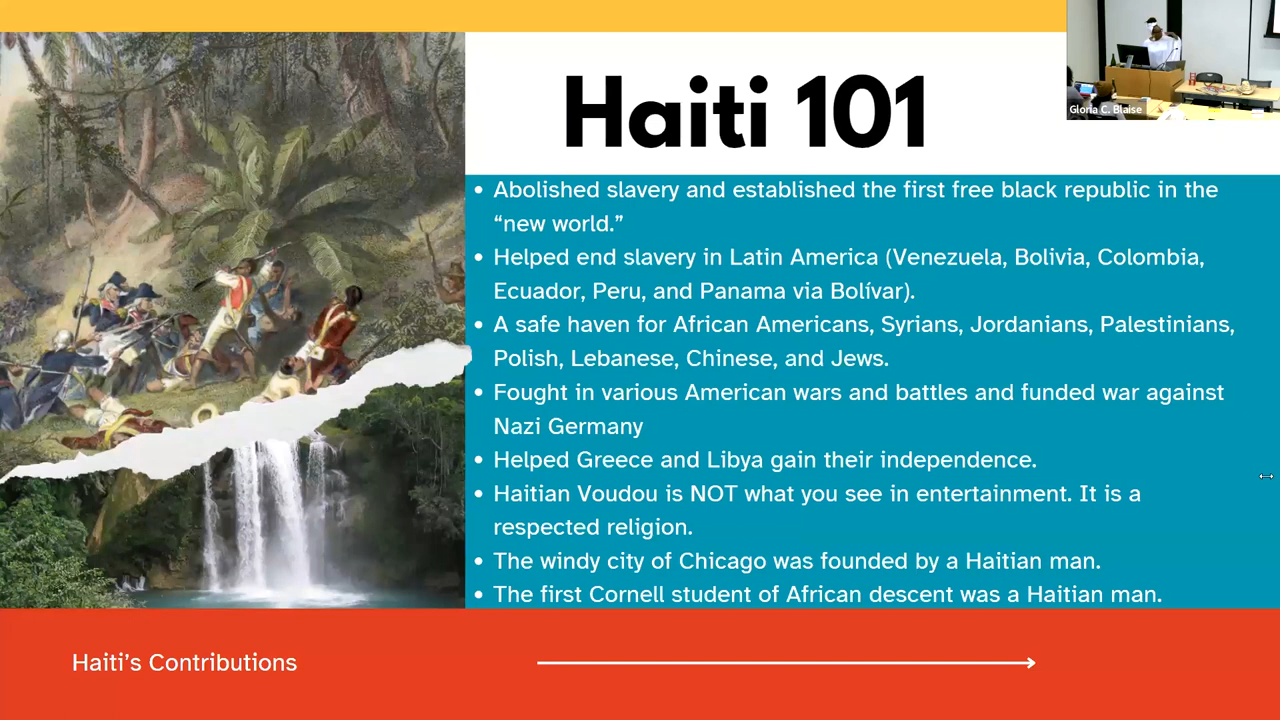 Haiti 101
Gloria C. Blaise
• Abolished slavery and established the first free black republic in the
“new world.”
• Helped end slavery in Latin America (Venezuela, Bolivia, Colombia,
Ecuador, Peru, and Panama via Bolívar).
• A safe haven for African Americans, Syrians, Jordanians, Palestinians,
Polish, Lebanese, Chinese, and Jews.
• Fought in various American wars and battles and funded war against
Nazi Germany
• Helped Greece and Libya gain their independence.
• Haitian Voudou is NOT what you see in entertainment. It is a
respected religion.
• The windy city of Chicago was founded by a Haitian man.
• The first Cornell student of African descent was a Haitian man.
Haiti’s Contributions